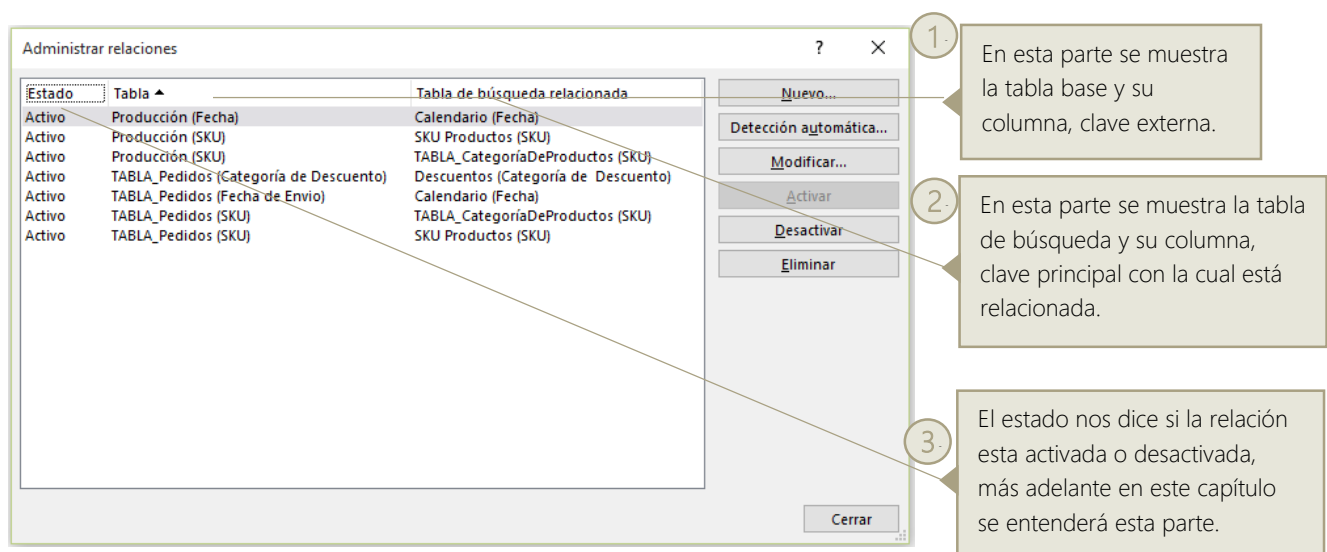 Administrar relaciones ? ×
Estado Tabla ▲ Tabla de búsqueda relacionada
Activo Producción (Fecha) Calendario (Fecha)
Activo Producción (SKU) SKU Productos (SKU)
Activo Producción (SKU) TABLA_CategoríaDeProductos (SKU)
Activo TABLA_Pedidos (Categoría de Descuento) Descuentos (Categoría de Descuento)
Activo TABLA_Pedidos (Fecha de Envio) Calendario (Fecha)
Activo TABLA_Pedidos (SKU) TABLA_CategoríaDeProductos (SKU)
Activo TABLA_Pedidos (SKU) SKU Productos (SKU)
Nuevo...
Detección automática...
Modificar...
Activar
Desactivar
Eliminar
Cerrar
1.
En esta parte se muestra
la tabla base y su
columna, clave externa.
2.
En esta parte se muestra la tabla
de búsqueda y su columna,
clave principal con la cual está
relacionada.
3.
El estado nos dice si la relación
esta activada o desactivada,
más adelante en este capítulo
se entenderá esta parte.